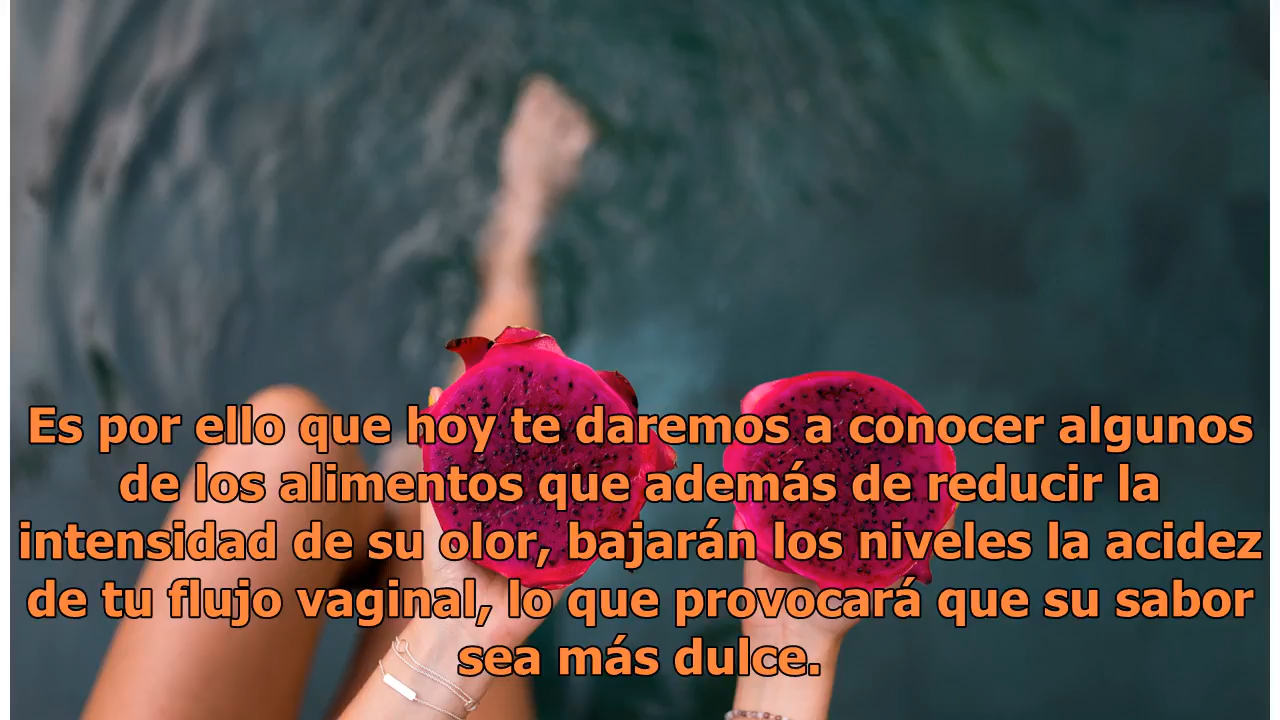 Es por ello que hoy te daremos a conocer algunos
de los alimentos que además de reducir la
intensidad de su olor, bajarán los niveles la acidez
de tu flujo vaginal, lo que provocará que su sabor
sea más dulce.